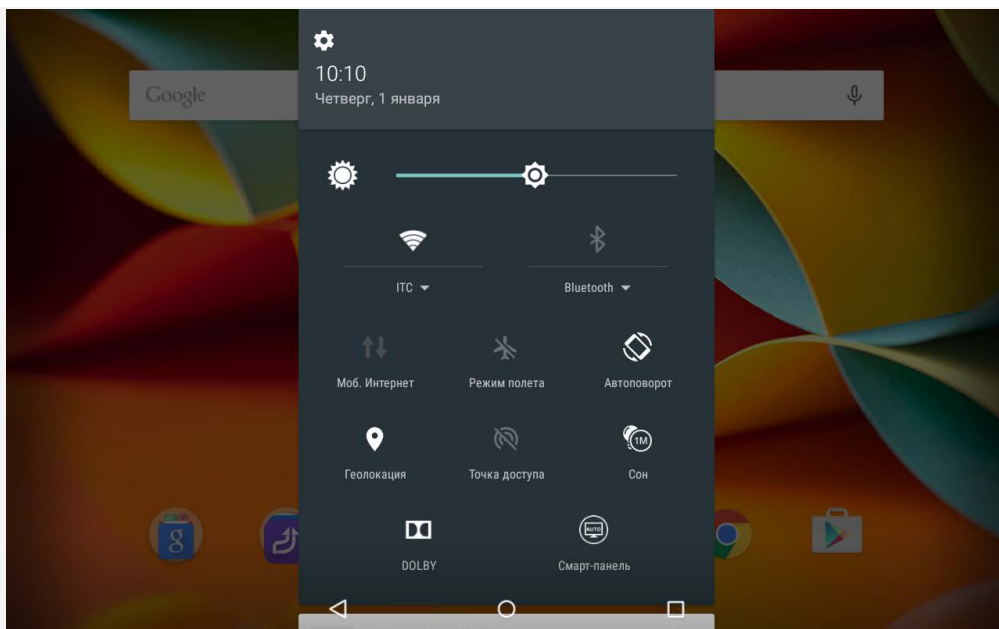 10:10
Четверг, 1 января
Google
ITC
Bluetooth
Моб. Интернет
Режим полета
Автоповорот
1M
Геолокация
Точка доступа
Сон
AUTO
8
DOLBY
Смарт-панель